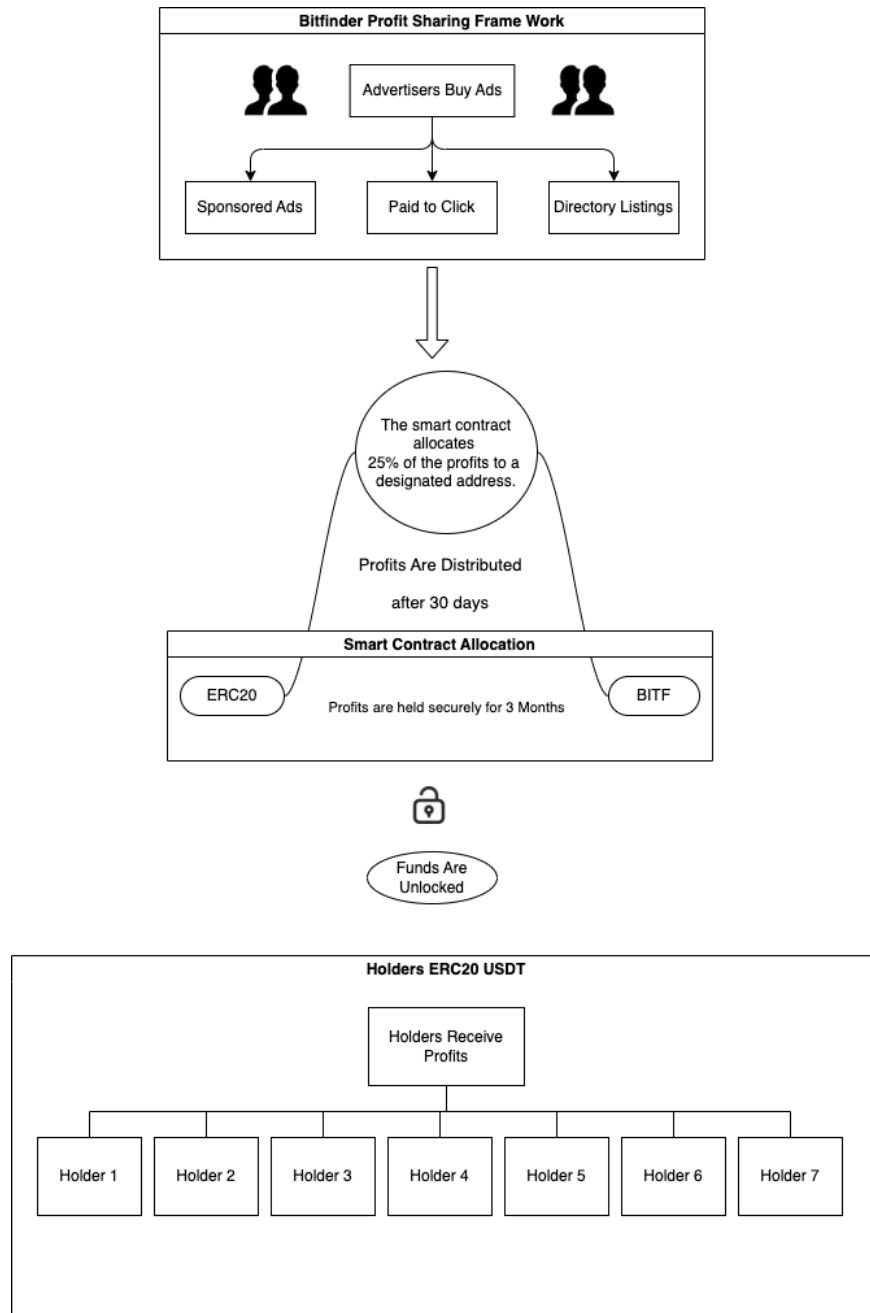 Bitfinder Profit Sharing Frame Work
Advertisers Buy Ads
Sponsored Ads
Paid to Click
Directory Listings
The smart contract
allocates
25% of the profits to a
designated address.
Profits Are Distributed
after 30 days
Smart Contract Allocation
ERC20
Profits are held securely for 3 Months
BITF
Funds Are
Unlocked
Holders ERC20 USDT
Holders Receive
Profits
Holder 1
Holder 2
Holder 3
Holder 4
Holder 5
Holder 6
Holder 7